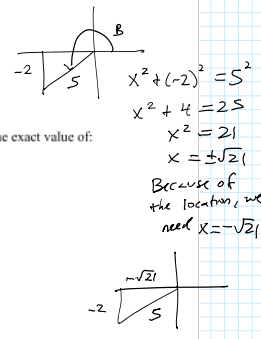 B
-2
5
x² + (-2)² = 5²
x² + 4 = 25
x² = 21
e exact value of:
x = ±√21
Because of
the location, we
need x = -√21
-√21
-2
5